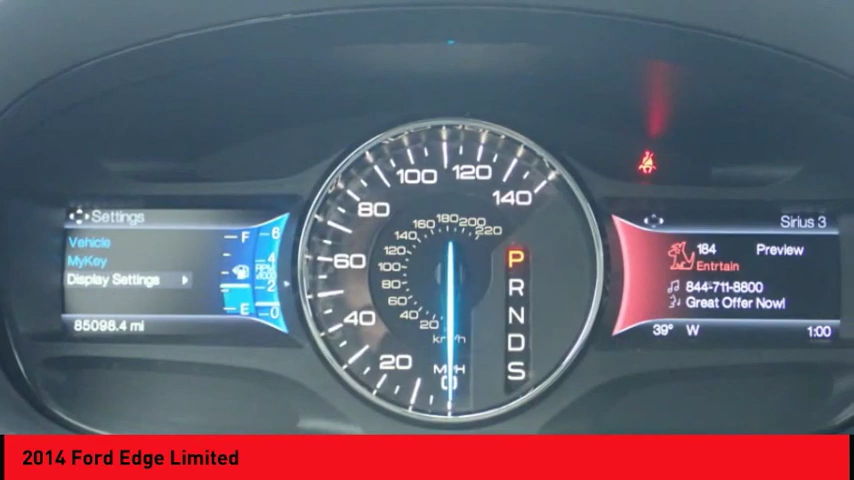 Settings
Vehicle
MyKey
Display Settings
F
E
6
4
2
0
RPM
x1000
85098.4 mi
0
20
40
60
80
100
120
140
MPH
20
40
60
80
100
120
140
160
180
200
220
km/h
P
R
N
D
S
Sirius 3
184 Preview
Entrtain
844-711-8800
Great Offer Now!
39° W 1:00
2014 Ford Edge Limited